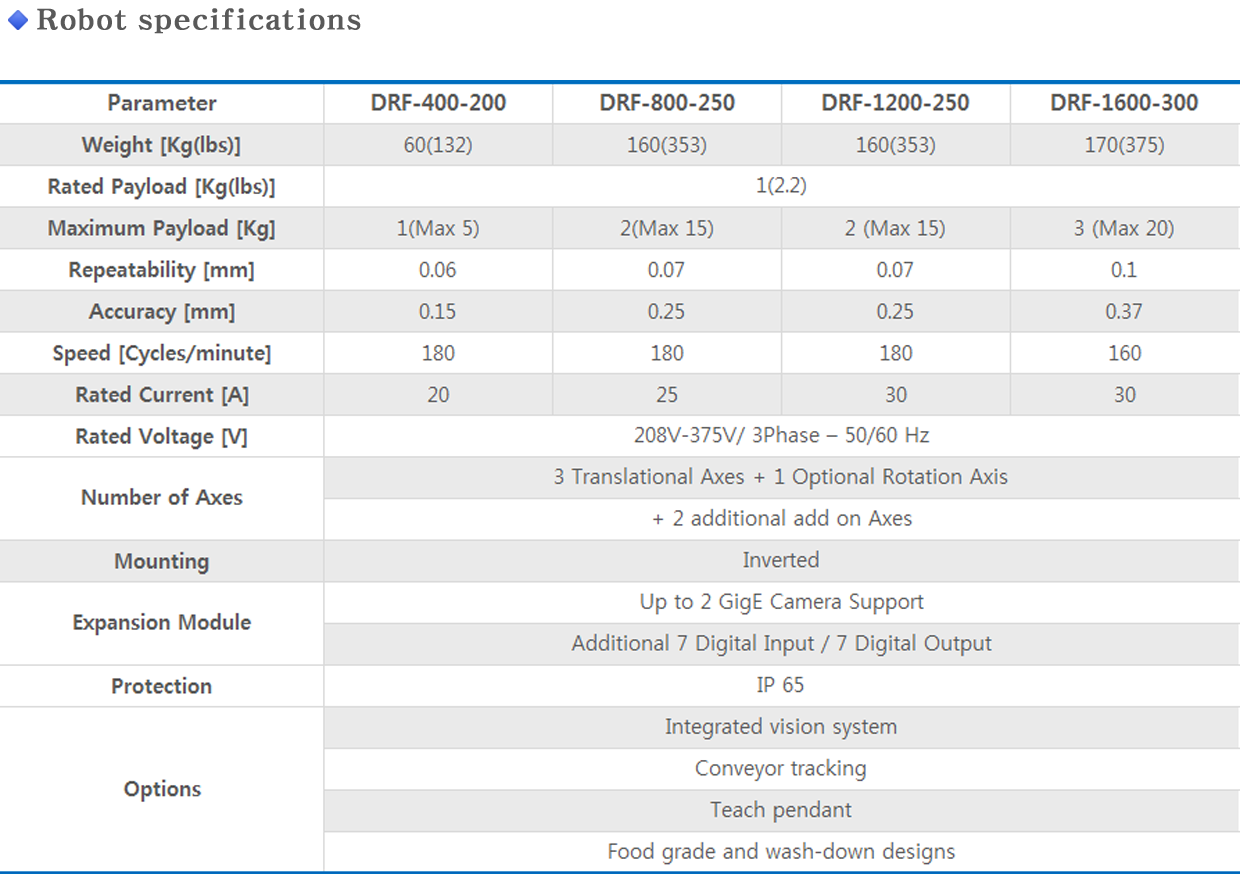 Robot specifications
Parameter DRF-400-200 DRF-800-250 DRF-1200-250 DRF-1600-300
Weight [Kg(lbs)] 60(132) 160(353) 160(353) 170(375)
Rated Payload [Kg(lbs)] 1(2.2)
Maximum Payload [Kg] 1(Max 5) 2(Max 15) 2 (Max 15) 3 (Max 20)
Repeatability [mm] 0.06 0.07 0.07 0.1
Accuracy [mm] 0.15 0.25 0.25 0.37
Speed [Cycles/minute] 180 180 180 160
Rated Current [A] 20 25 30 30
Rated Voltage [V] 208V-375V/ 3Phase – 50/60 Hz
Number of Axes 3 Translational Axes + 1 Optional Rotation Axis
+ 2 additional add on Axes
Mounting Inverted
Expansion Module Up to 2 GigE Camera Support
Additional 7 Digital Input / 7 Digital Output
Protection IP 65
Options Integrated vision system
Conveyor tracking
Teach pendant
Food grade and wash-down designs